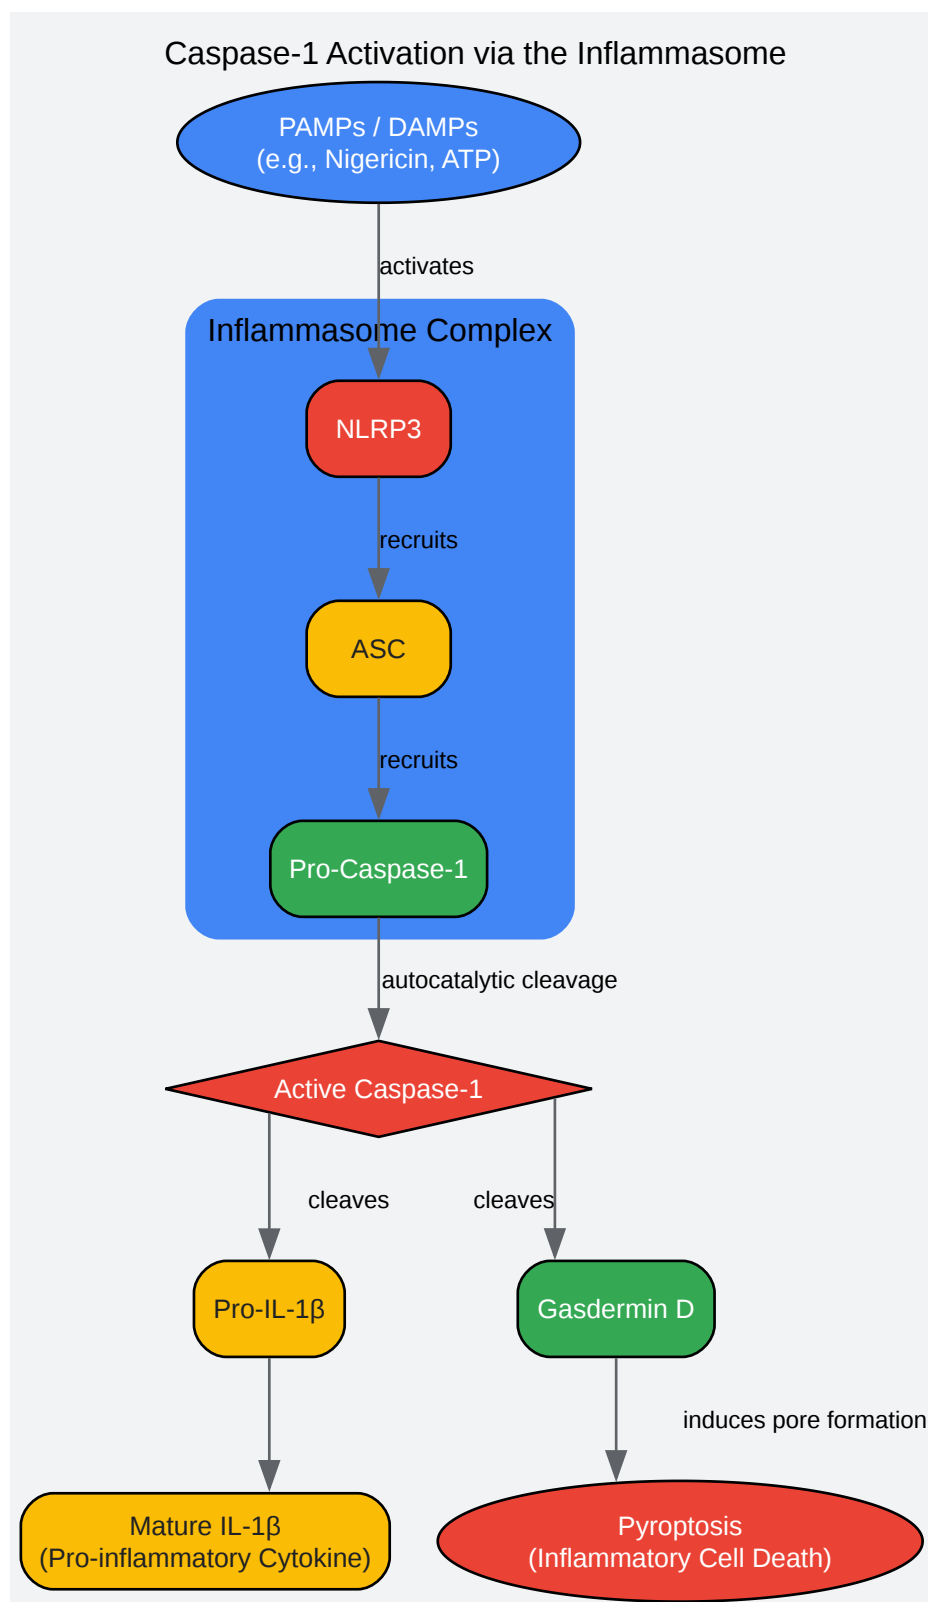 Caspase-1 Activation via the Inflammasome
PAMPs / DAMPs
(e.g., Nigericin, ATP)
activates
Inflammasome Complex
NLRP3
recruits
ASC
recruits
Pro-Caspase-1
autocatalytic cleavage
Active Caspase-1
cleaves
cleaves
Pro-IL-1β
Gasdermin D
induces pore formation
Mature IL-1β
(Pro-inflammatory Cytokine)
Pyroptosis
(Inflammatory Cell Death)